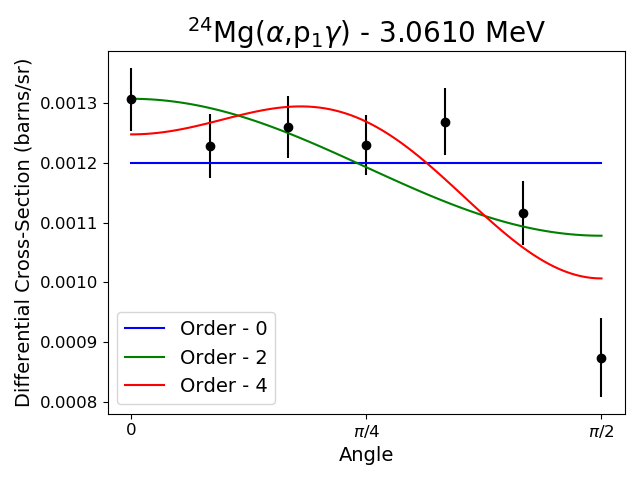 ²⁴Mg(α,p₁γ) - 3.0610 MeV
Differential Cross-Section (barns/sr)
0.0013
0.0012
0.0011
0.0010
0.0009
0.0008
Order - 0
Order - 2
Order - 4
0 π/4 π/2
Angle